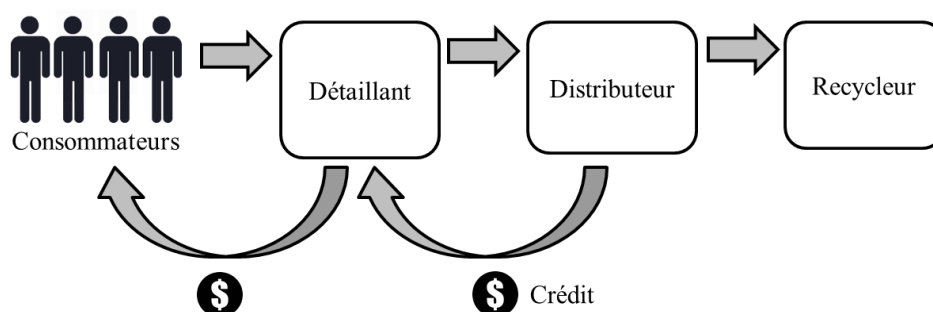 Détaillant
Distributeur
Recycleur
Consommateurs
$
$ Crédit